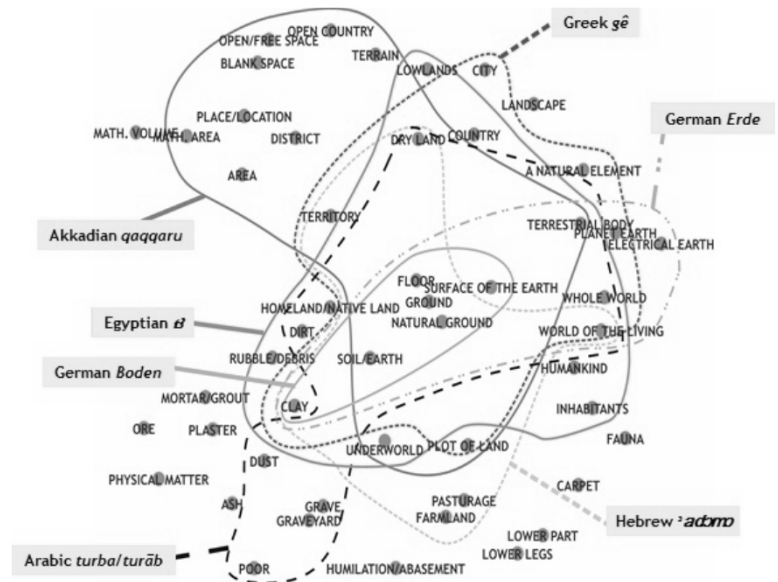 Greek gê
OPEN COUNTRY
OPEN/FREE SPACE
TERRAIN
BLANK SPACE
LOWLANDS
CITY
LANDSCAPE
German Erde
PLACE/LOCATION
MATH. VOLUME
MATH. AREA
DISTRICT
DRY LAND
COUNTRY
AREA
A NATURAL ELEMENT
TERRITORY
TERRESTRIAL BODY
PLANET EARTH
ELECTRICAL EARTH
Akkadian qaqqaru
FLOOR
SURFACE OF THE EARTH
HOMELAND/NATIVE LAND
GROUND
WHOLE WORLD
Egyptian
NATURAL GROUND
DIRT
WORLD OF THE LIVING
RUBBLE/DEBRIS
SOIL/EARTH
German Boden
HUMANKIND
MORTAR/GROUT
CLAY
INHABITANTS
ORE
PLASTER
FAUNA
UNDERWORLD
PLOT OF LAND
DUST
PHYSICAL MATTER
CARPET
ASH
GRAVE
PASTURAGE
GRAVEYARD
FARMLAND
Hebrew
LOWER PART
LOWER LEGS
Arabic turba/turāb
POOR
HUMILATION/ABASEMENT